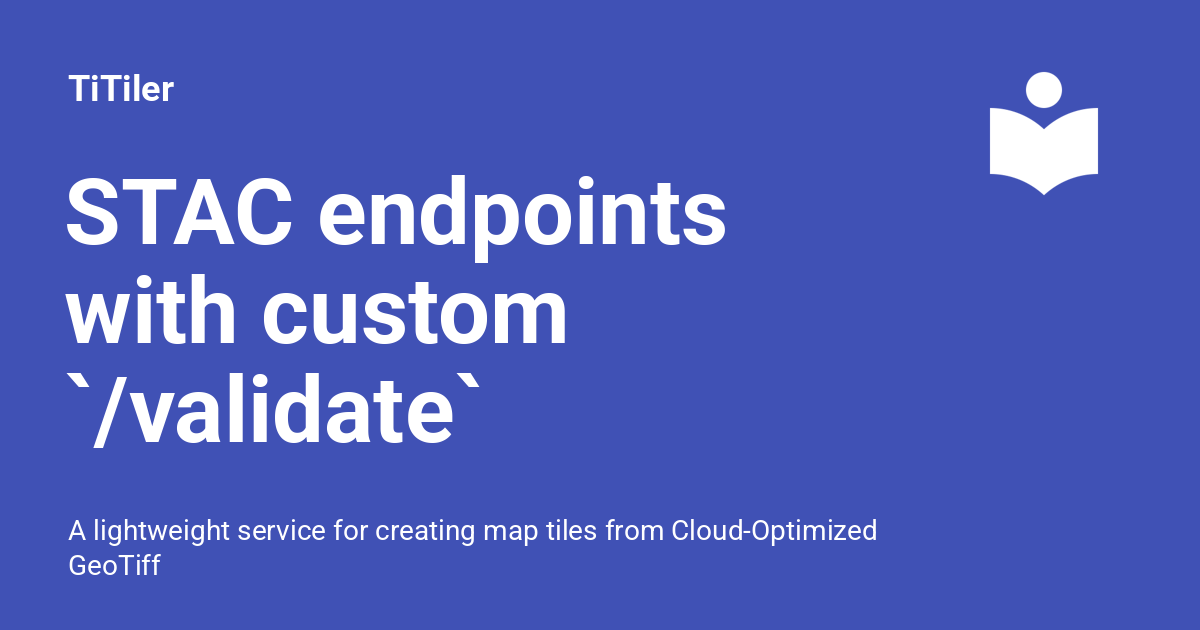 TiTiler
STAC endpoints
with custom
`/validate`
A lightweight service for creating map tiles from Cloud-Optimized
GeoTiff